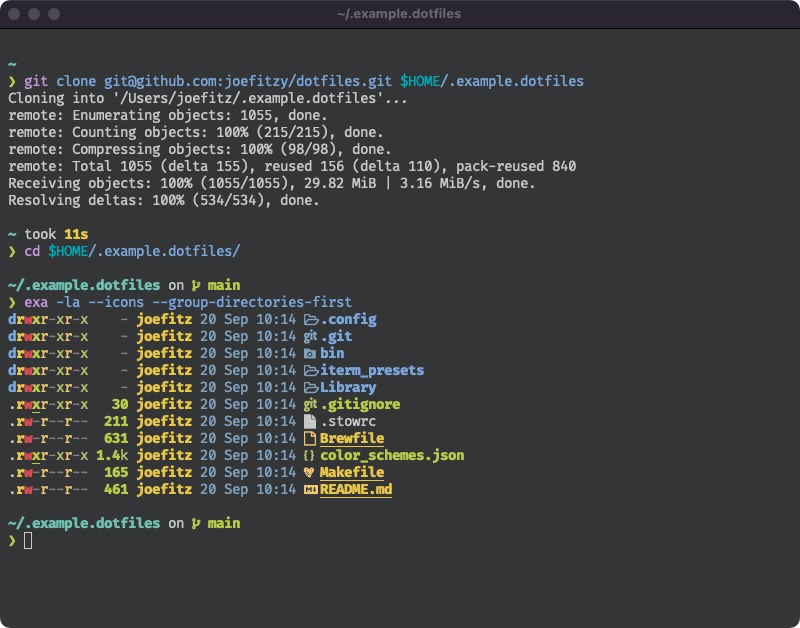 ~/.example.dotfiles
~
❯ git clone git@github.com:joefitzy/dotfiles.git $HOME/.example.dotfiles
Cloning into '/Users/joefitz/.example.dotfiles'...
remote: Enumerating objects: 1055, done.
remote: Counting objects: 100% (215/215), done.
remote: Compressing objects: 100% (98/98), done.
remote: Total 1055 (delta 155), reused 156 (delta 110), pack-reused 840
Receiving objects: 100% (1055/1055), 29.82 MiB | 3.16 MiB/s, done.
Resolving deltas: 100% (534/534), done.
~ took 11s
❯ cd $HOME/.example.dotfiles/
~/.example.dotfiles on main
❯ exa -la --icons --group-directories-first
drwxr-xr-x - joefitz 20 Sep 10:14 .config
drwxr-xr-x - joefitz 20 Sep 10:14 git .git
drwxr-xr-x - joefitz 20 Sep 10:14 bin
drwxr-xr-x - joefitz 20 Sep 10:14 iterm_presets
drwxr-xr-x - joefitz 20 Sep 10:14 Library
.rwxr-xr-x 30 joefitz 20 Sep 10:14 git .gitignore
.rw-r--r-- 211 joefitz 20 Sep 10:14 .stowrc
.rw-r--r-- 631 joefitz 20 Sep 10:14 Brewfile
.rwxr-xr-x 1.4k joefitz 20 Sep 10:14 {} color_schemes.json
.rw-r--r-- 165 joefitz 20 Sep 10:14 Makefile
.rw-r--r-- 461 joefitz 20 Sep 10:14 README.md
~/.example.dotfiles on main
❯